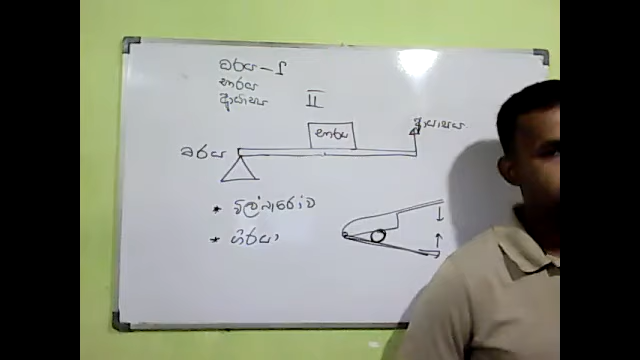 ධරය - I
භාරය
ආයාසය II
භාරය
ආයාසය
ධරය
* විල්බැරෝව
* ගිරය